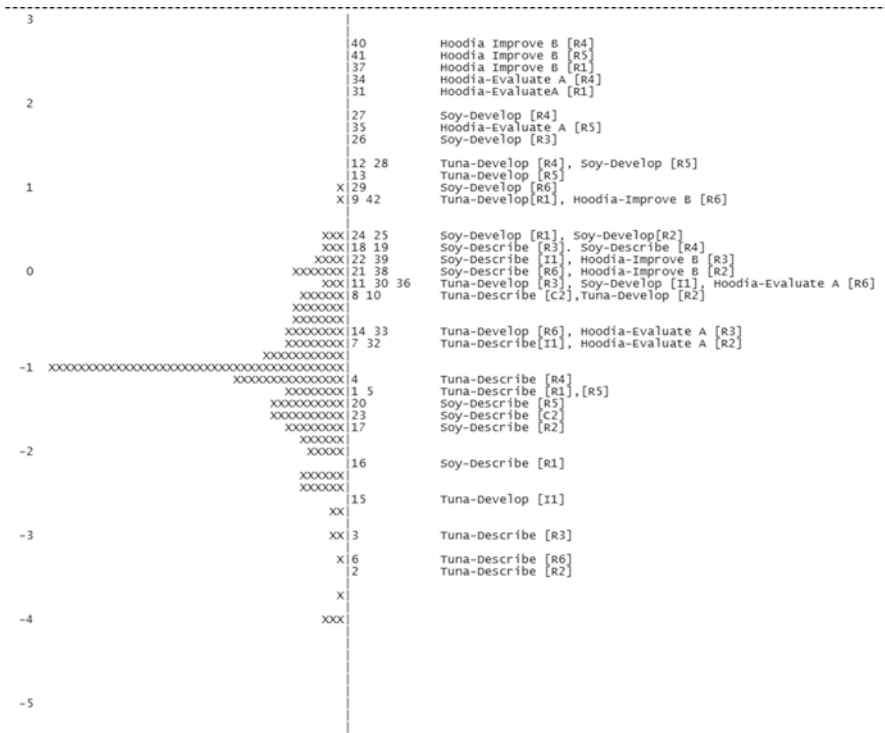 3
|40 Hoodia Improve B [R4]
|41 Hoodia Improve B [R5]
|37 Hoodia Improve B [R1]
|34 Hoodia-Evaluate A [R4]
|31 Hoodia-EvaluateA [R1]
2
|27 Soy-Develop [R4]
|35 Hoodia-Evaluate A [R5]
|26 Soy-Develop [R3]
|12 28 Tuna-Develop [R4], Soy-Develop [R5]
|13 Tuna-Develop [R5]
1 X|29 Soy-Develop [R6]
X|9 42 Tuna-Develop[R1], Hoodia-Improve B [R6]
XXX|24 25 Soy-Develop [R1], Soy-Develop[R2]
XXX|18 19 Soy-Describe [R3]. Soy-Describe [R4]
XXXX|22 39 Soy-Describe [I1], Hoodia-Improve B [R3]
0 XXXXXXX|21 38 Soy-Describe [R6], Hoodia-Improve B [R2]
XXX|11 30 36 Tuna-Develop [R3], Soy-Develop [I1], Hoodia-Evaluate A [R6]
XXXXXX|8 10 Tuna-Describe [C2],Tuna-Develop [R2]
XXXXXXX|
XXXXXXX|
XXXXXXXX|14 33 Tuna-Develop [R6], Hoodia-Evaluate A [R3]
XXXXXXXX|7 32 Tuna-Describe[I1], Hoodia-Evaluate A [R2]
XXXXXXXXXXX|
-1 XXXXXXXXXXXXXXXXXXXXXXXXXXXXXXXXXXXXXXXX|
XXXXXXXXXXXXXXX|4 Tuna-Describe [R4]
XXXXXXXX|1 5 Tuna-Describe [R1],[R5]
XXXXXXXXXX|20 Soy-Describe [R5]
XXXXXXXXXX|23 Soy-Describe [C2]
XXXXXXXX|17 Soy-Describe [R2]
XXXXXX|
-2 XXXXX|
|16 Soy-Describe [R1]
XXXXXX|
XXXXXX|
|15 Tuna-Develop [I1]
XX|
-3 XX|3 Tuna-Describe [R3]
X|6 Tuna-Describe [R6]
|2 Tuna-Describe [R2]
X|
-4 XXX|
-5